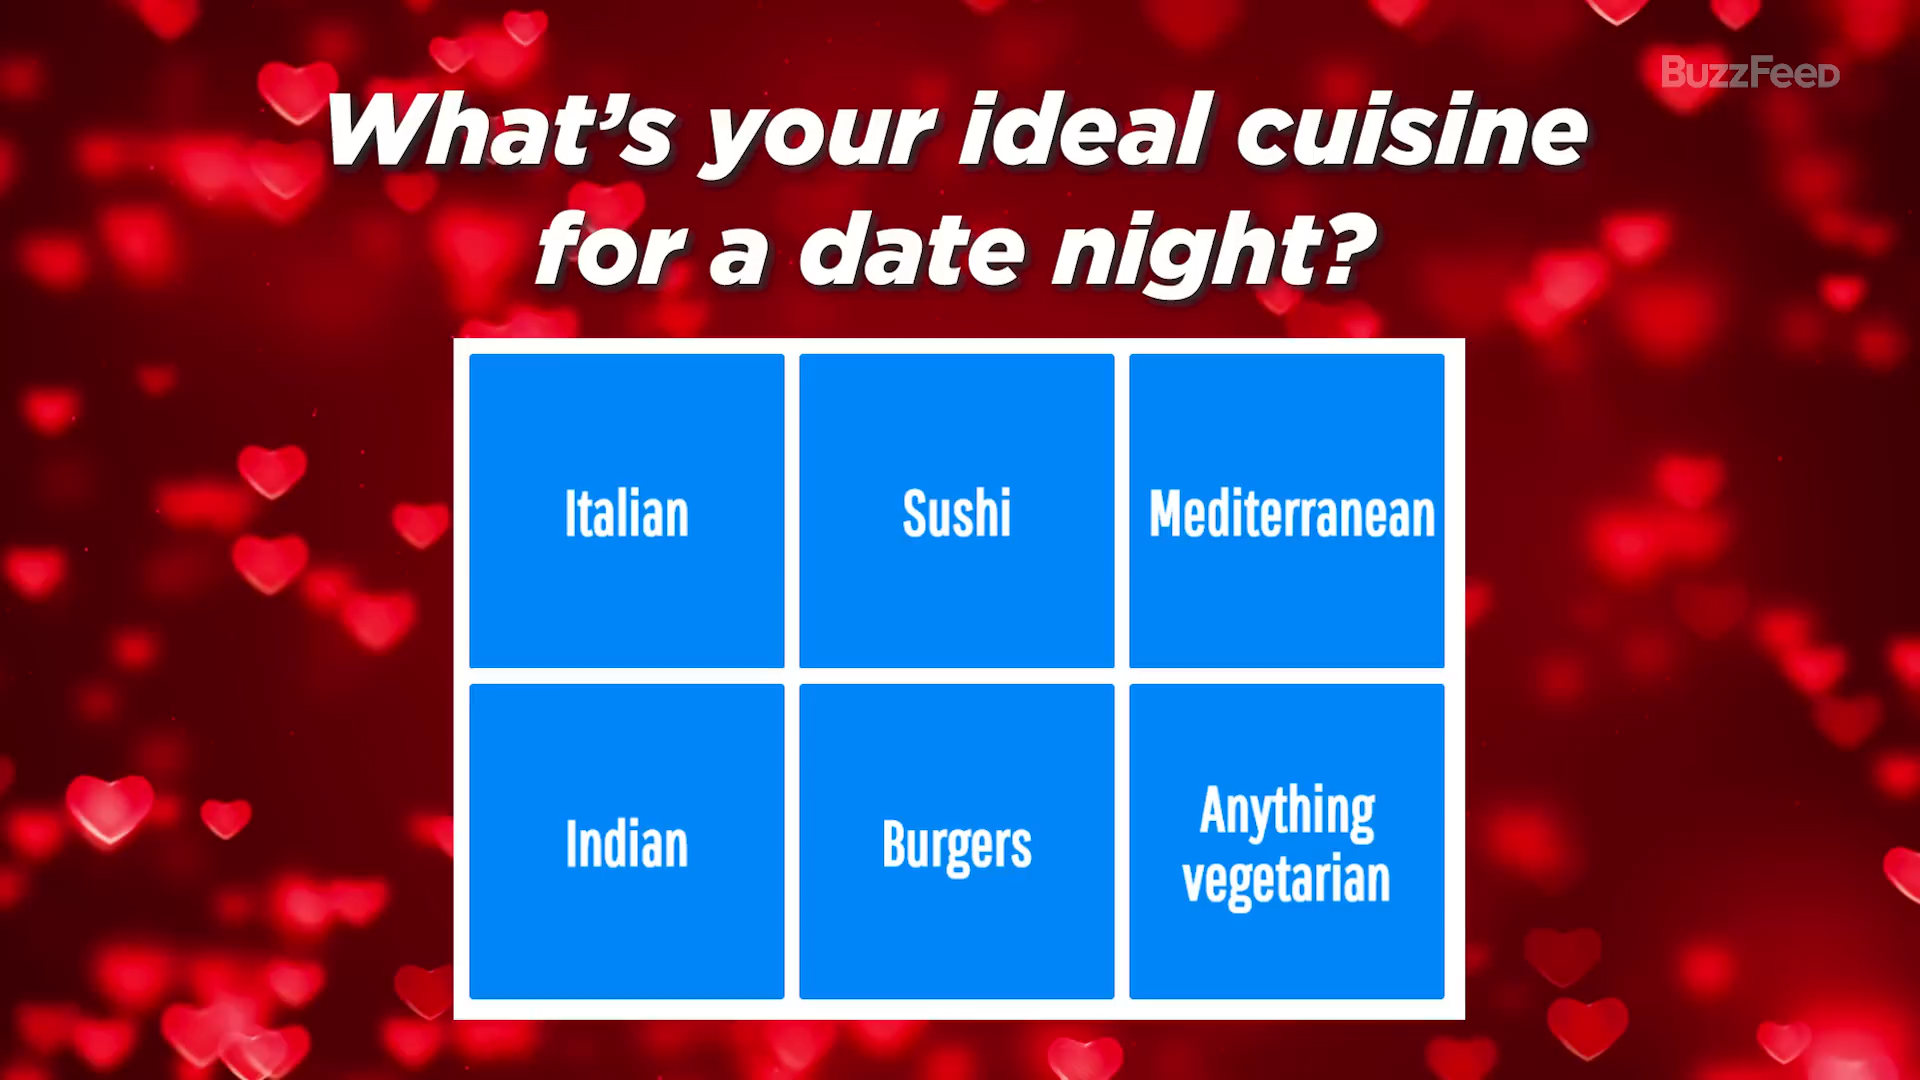 BuzzFeed
What's your ideal cuisine
for a date night?
Italian
Sushi
Mediterranean
Indian
Burgers
Anything
vegetarian